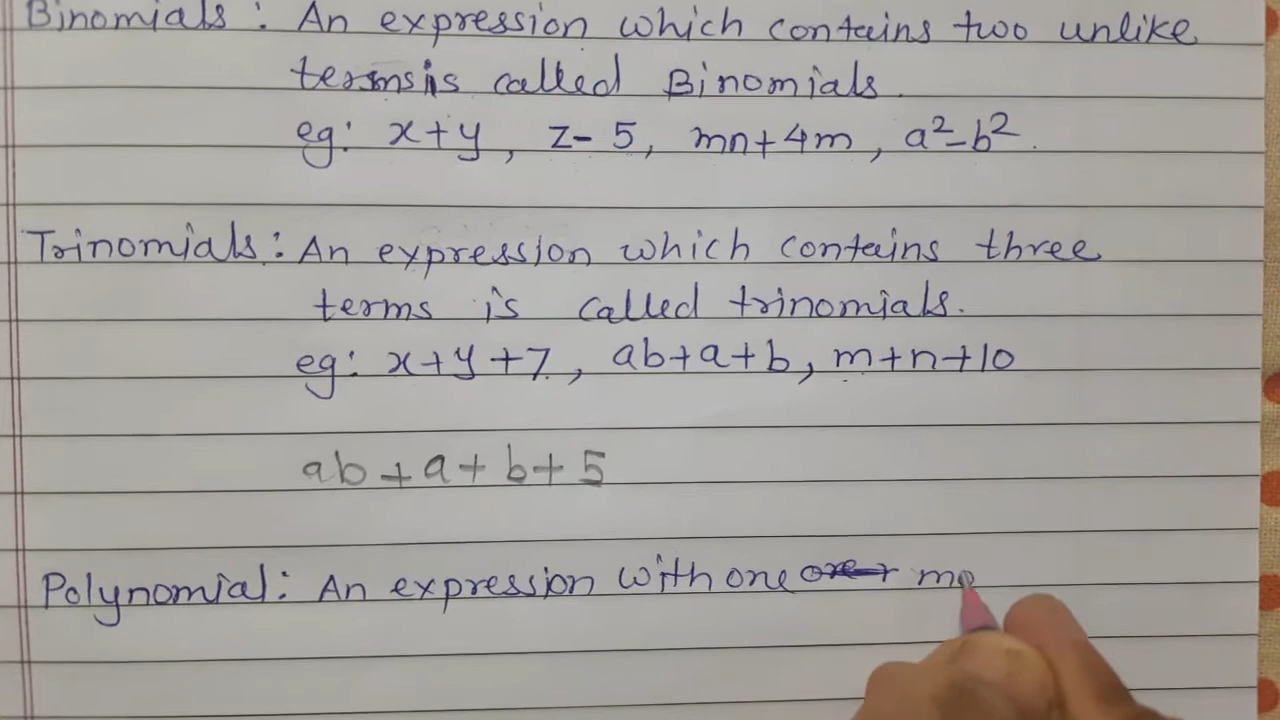 Binomials: An expression which contains two unlike
terms is called Binomials.
eg: x+y, z-5, mn+4m, a²-b².
Trinomials: An expression which contains three
terms is called trinomials.
eg: x+y+7, ab+a+b, m+n+10
ab+a+b+5
Polynomial: An expression with one mo